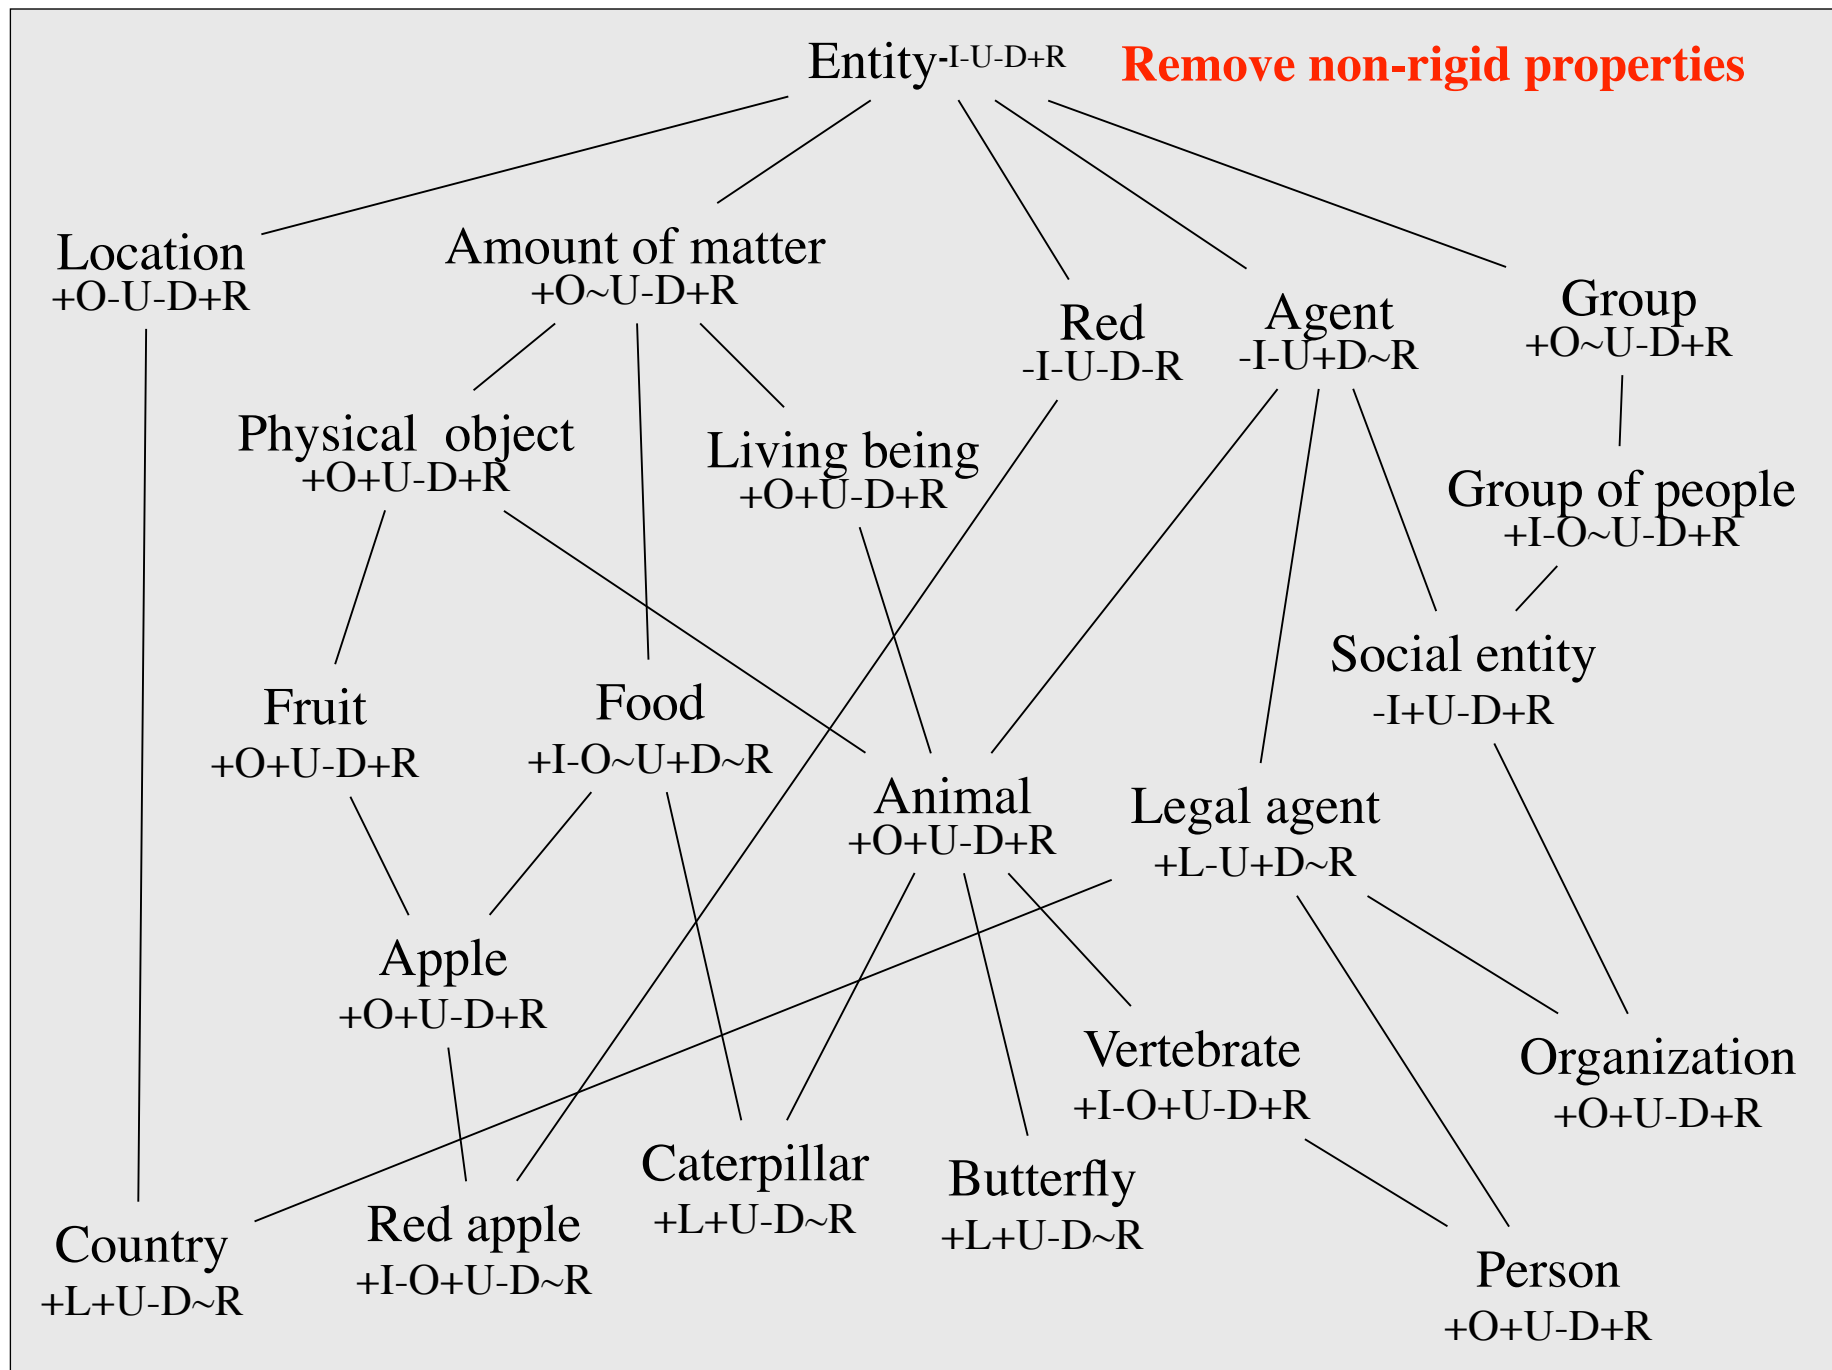 Entity-I-U-D+R
Remove non-rigid properties
Location
+O-U-D+R
Amount of matter
+O~U-D+R
Red
-I-U-D-R
Agent
-I-U+D~R
Group
+O~U-D+R
Physical object
+O+U-D+R
Living being
+O+U-D+R
Group of people
+I-O~U-D+R
Social entity
-I+U-D+R
Fruit
+O+U-D+R
Food
+I-O~U+D~R
Animal
+O+U-D+R
Legal agent
+L-U+D~R
Apple
+O+U-D+R
Vertebrate
+I-O+U-D+R
Organization
+O+U-D+R
Caterpillar
+L+U-D~R
Butterfly
+L+U-D~R
Country
+L+U-D~R
Red apple
+I-O+U-D~R
Person
+O+U-D+R